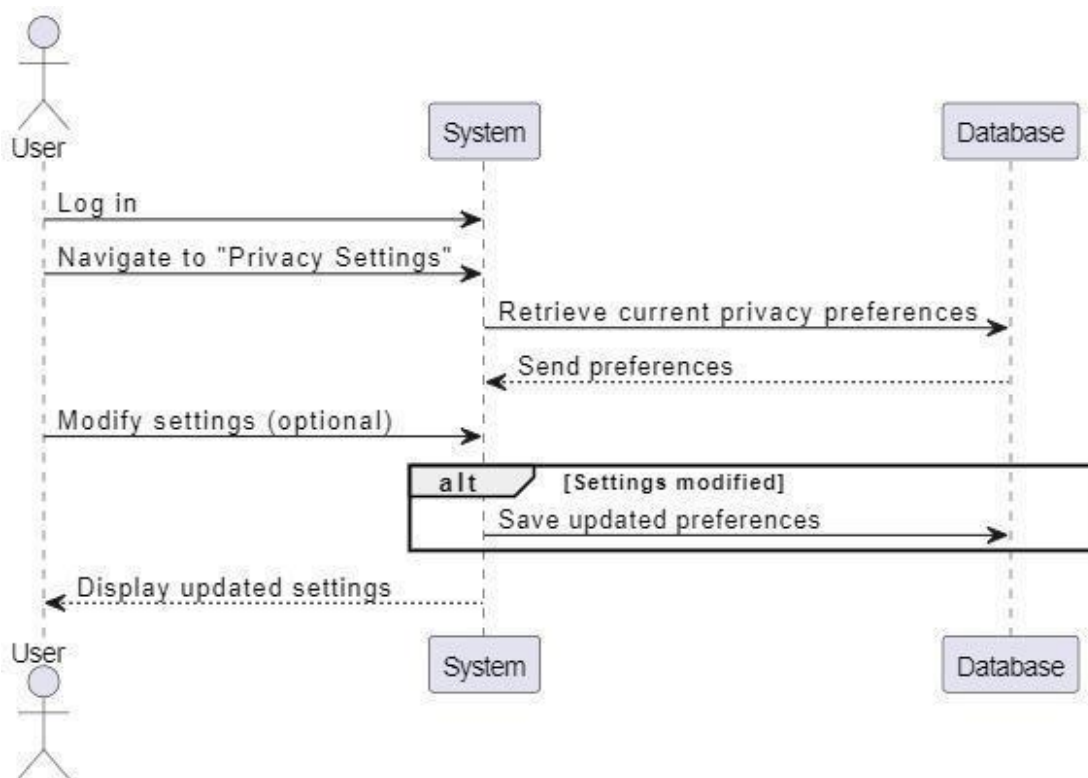 User
System
Database
Log in
Navigate to "Privacy Settings"
Retrieve current privacy preferences
Send preferences
Modify settings (optional)
alt [Settings modified]
Save updated preferences
Display updated settings
User
System
Database